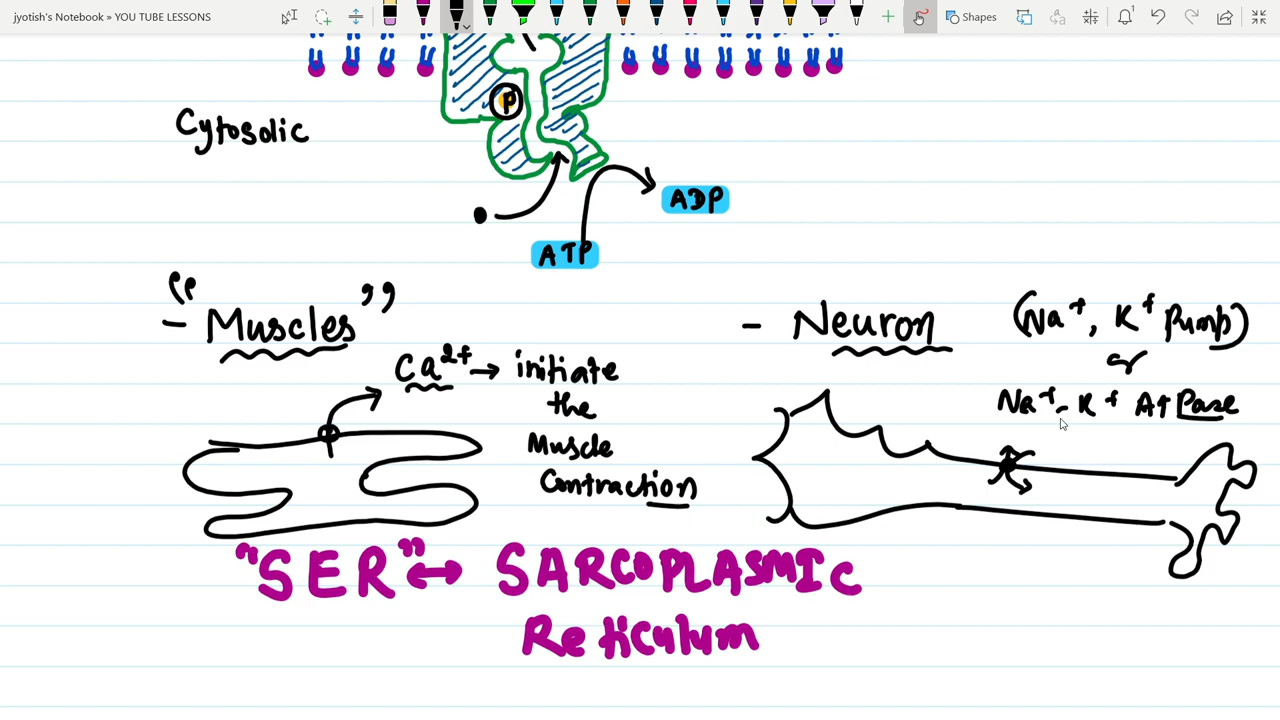 jyotish's Notebook » YOU TUBE LESSONS
Shapes
P
Cytosolic
ADP
ATP
“- Muscles”
Ca²⁺ → initiate
the
Muscle
Contraction
- Neuron (Na⁺, K⁺ Pump)
or
Na⁺- K⁺ ATPase
"SER" ↔ SARCOPLASMIC
Reticulum